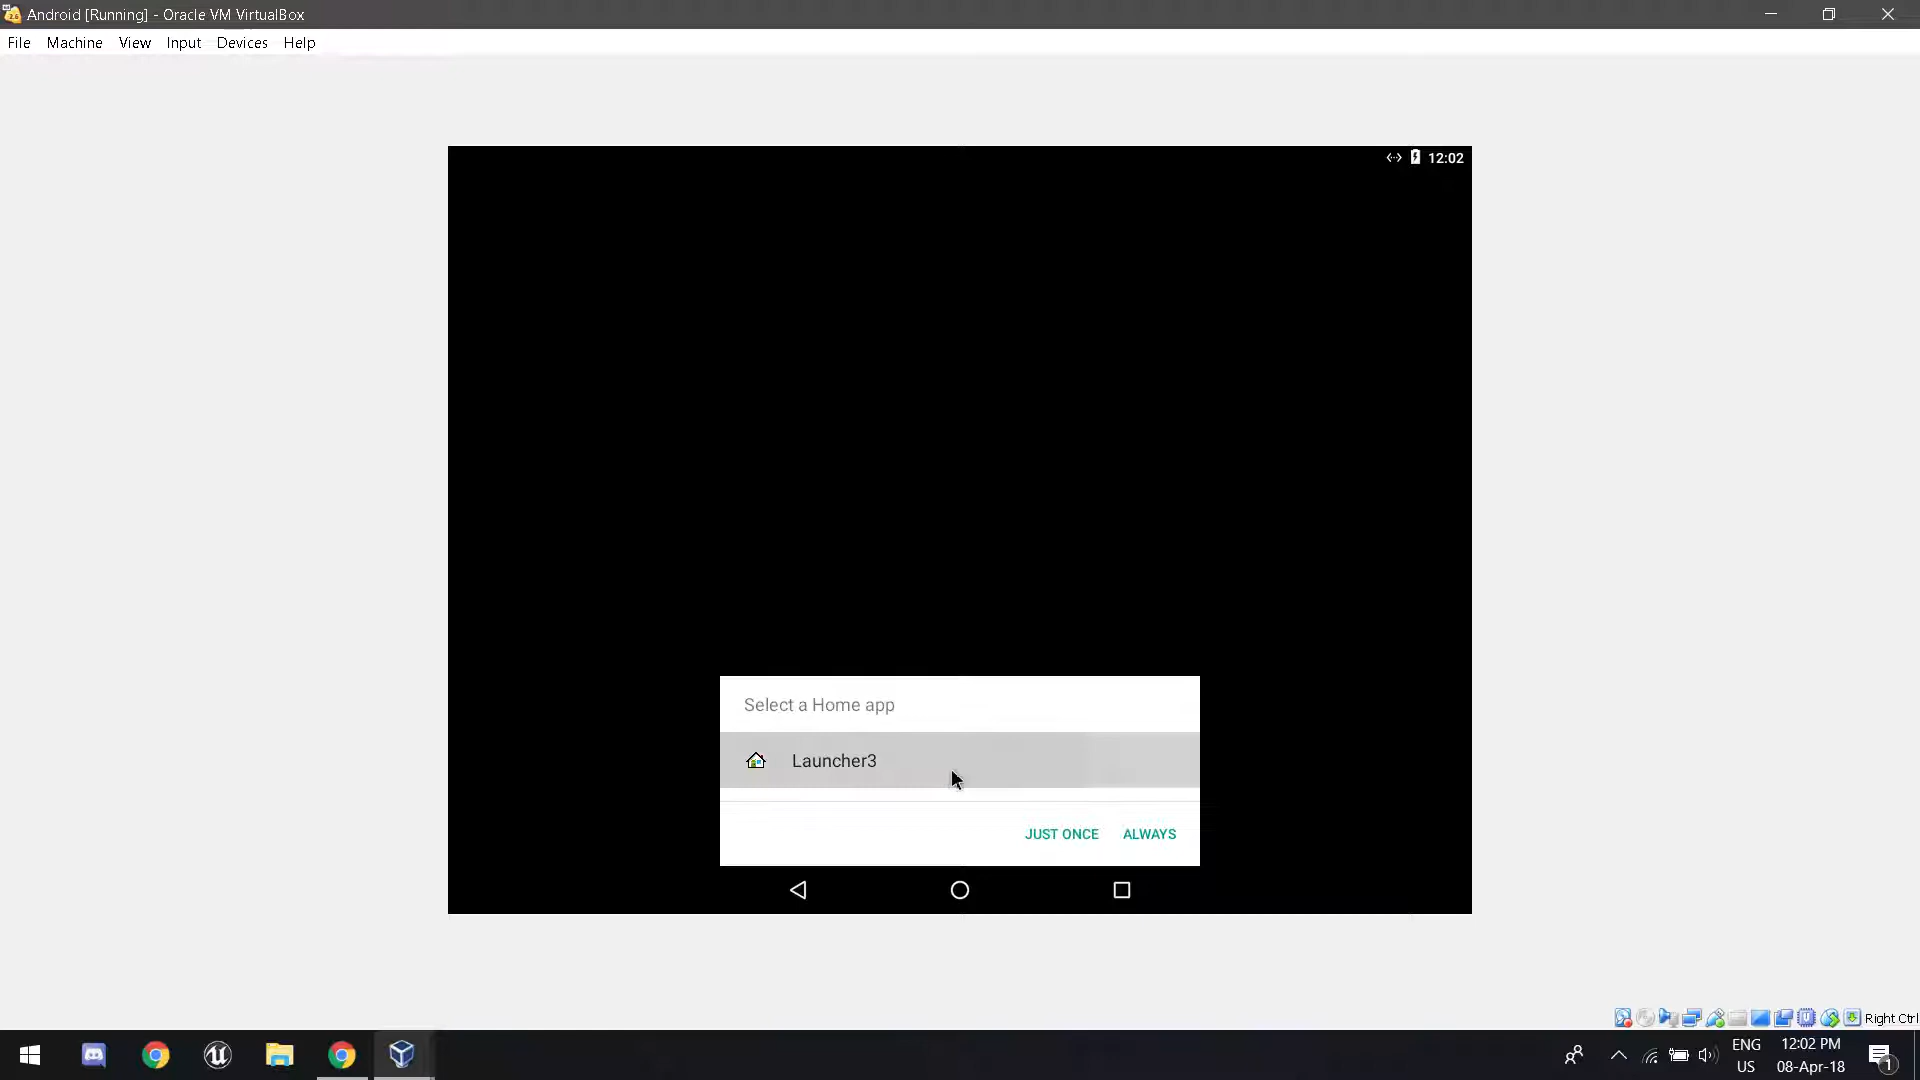 Android [Running] - Oracle VM VirtualBox
File Machine View Input Devices Help
12:02
Select a Home app
Launcher3
JUST ONCE ALWAYS
Right Ctrl
ENG
US
12:02 PM
08-Apr-18
1